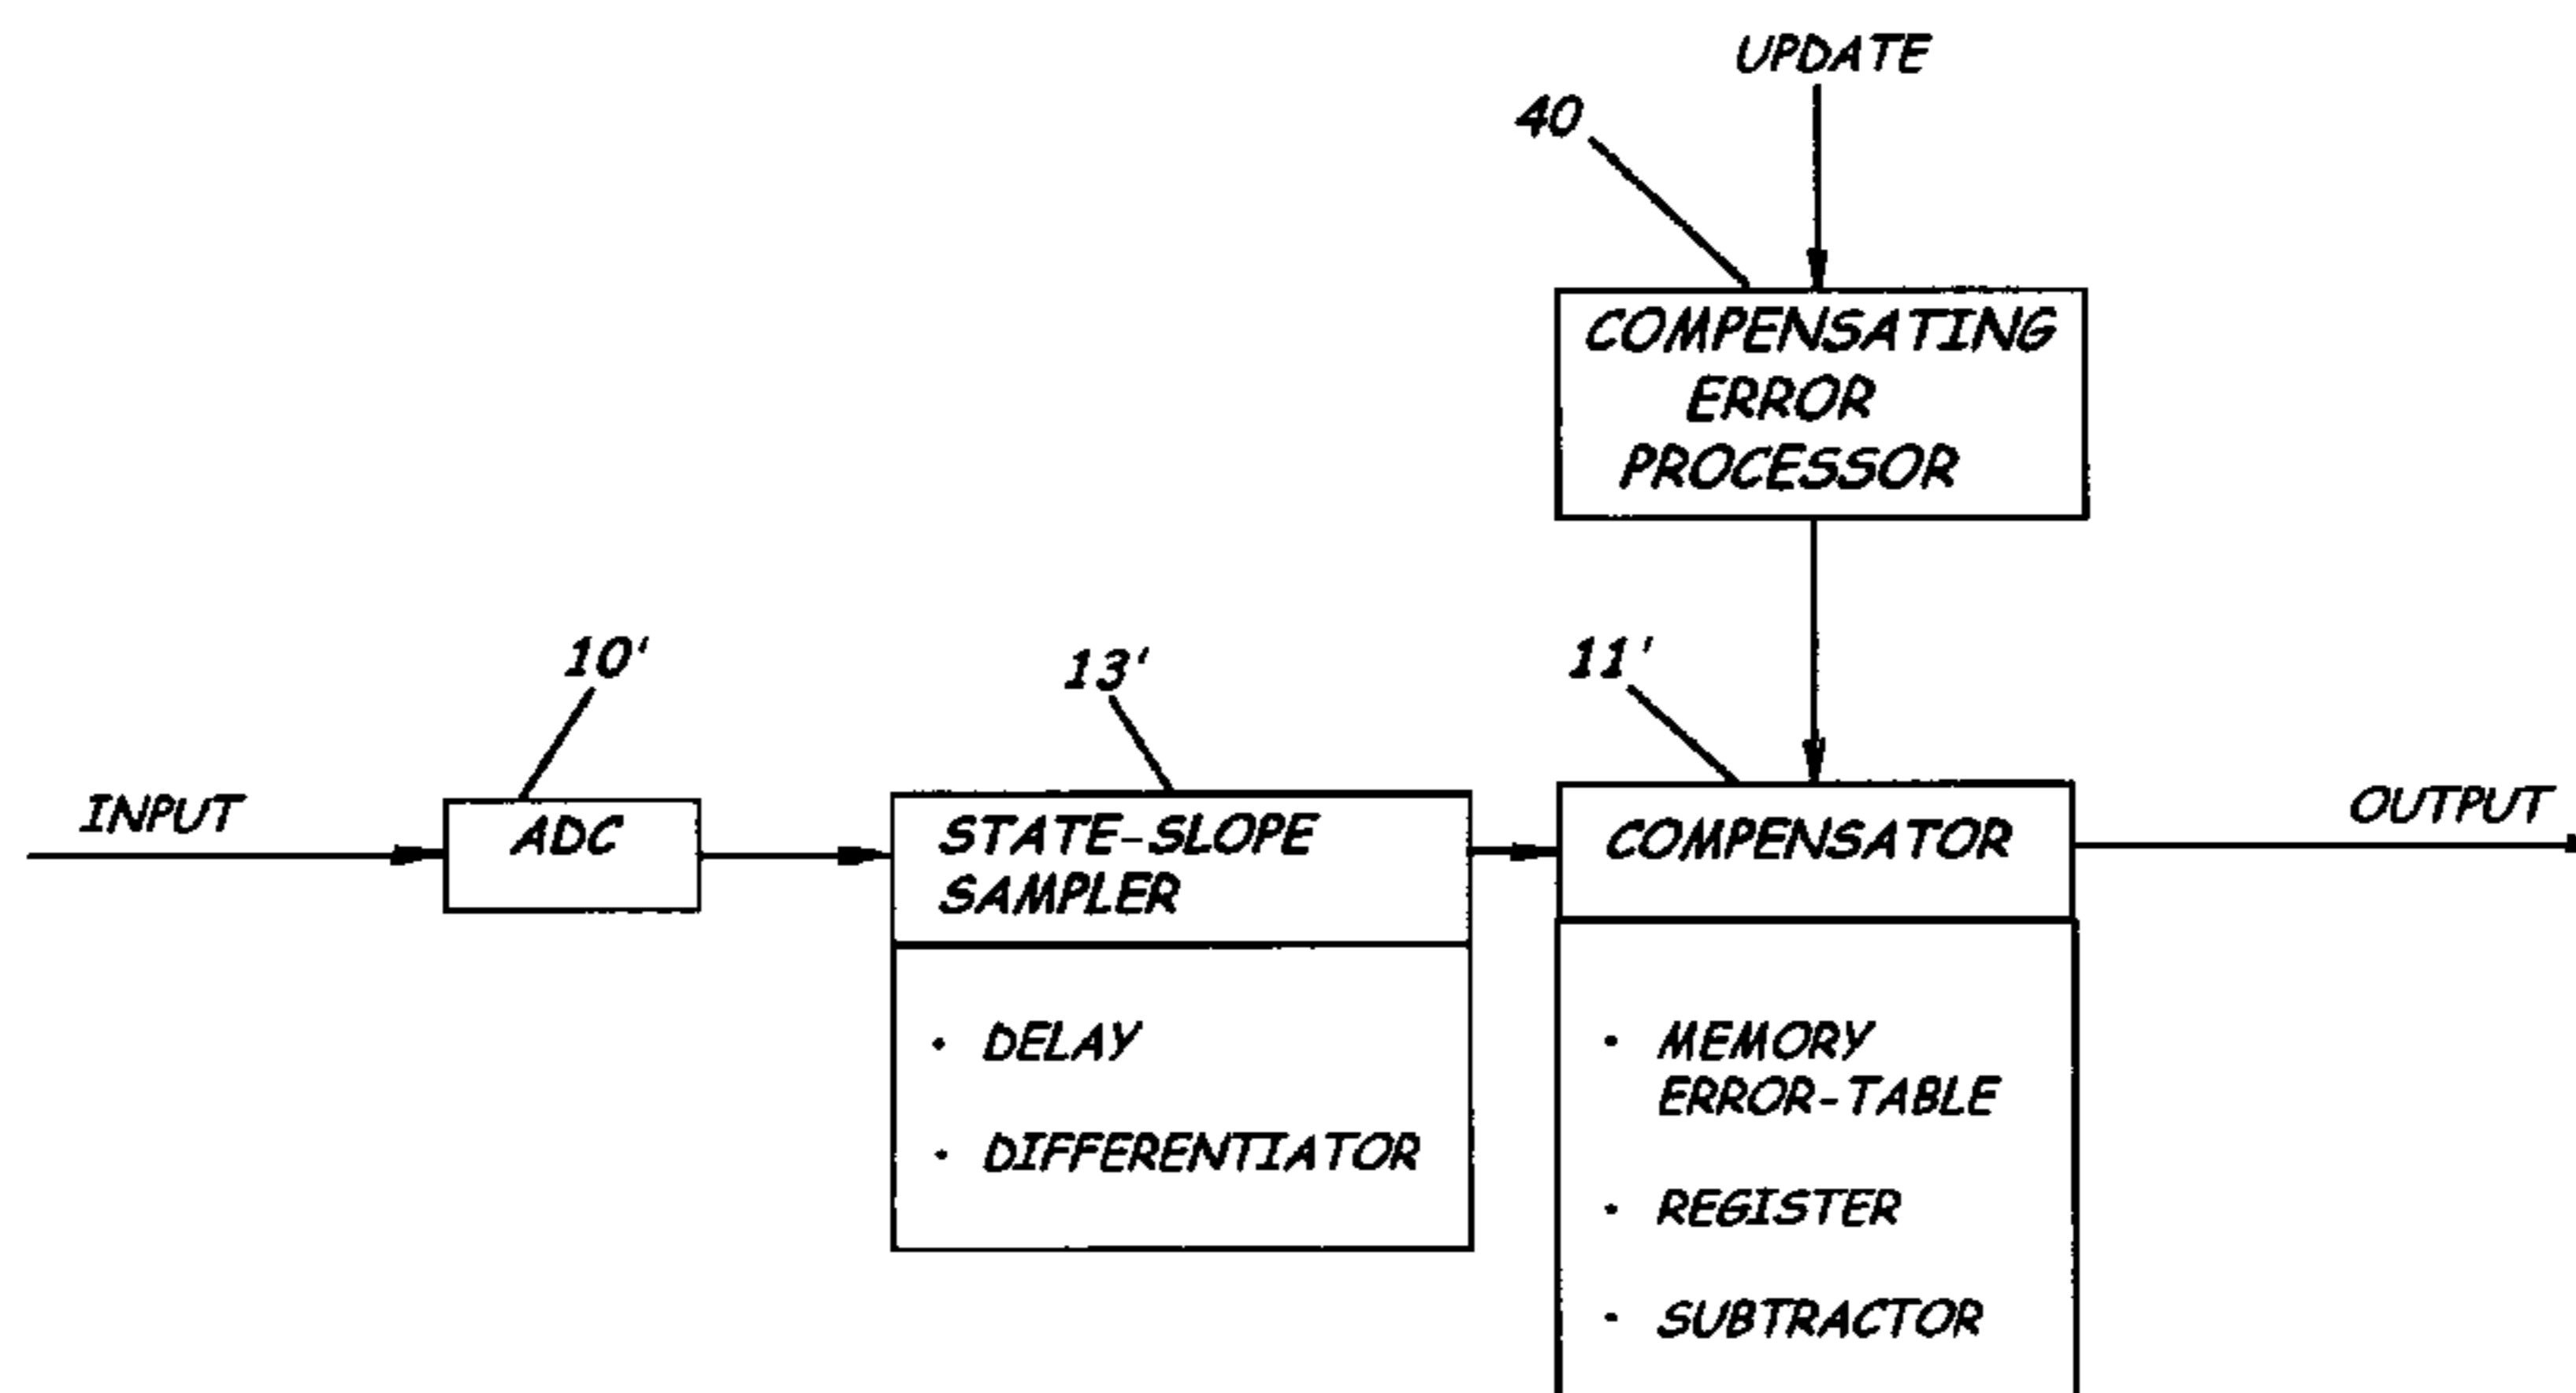 UPDATE
40
COMPENSATING
ERROR
PROCESSOR
10'
13'
11'
INPUT
ADC
STATE-SLOPE
SAMPLER
COMPENSATOR
OUTPUT
· DELAY
· DIFFERENTIATOR
· MEMORY
ERROR-TABLE
· REGISTER
· SUBTRACTOR